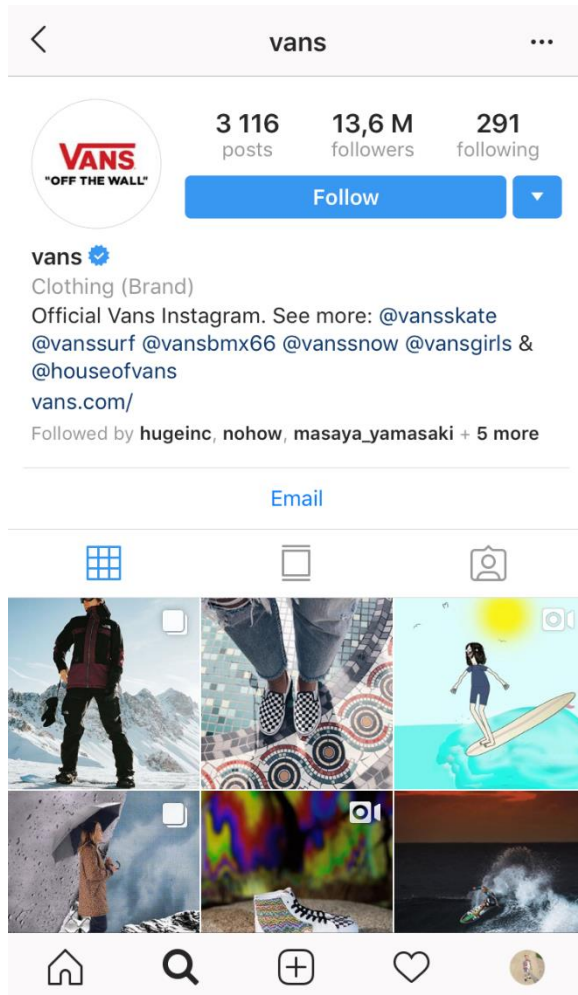 vans
3 116
13,6 M
291
posts
followers
following
VANS
"OFF THE WALL"
Follow
vans
Clothing (Brand)
Official Vans Instagram. See more: @vansskate
@vanssurf @vansbmx66 @vanssnow @vansgirls &
@houseofvans
vans.com/
Followed by hugeinc, nohow, masaya_yamasaki + 5 more
Email